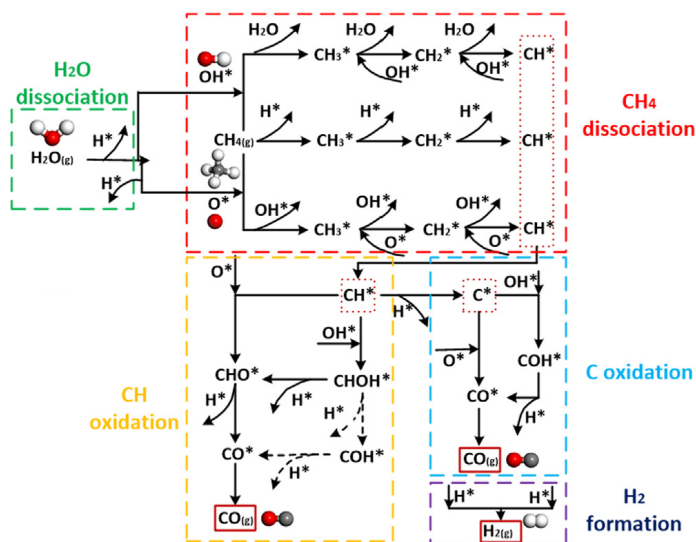 H₂O
dissociation
H₂O(g)
H*
H*
OH*
CH₄(g)
O*
H₂O
CH₃*
H₂O
OH*
CH₂*
H₂O
OH*
CH*
H*
CH₃*
H*
CH₂*
H*
CH*
OH*
CH₃*
OH*
O*
CH₂*
OH*
O*
CH*
CH₄
dissociation
O*
CH*
H*
C*
OH*
OH*
CHO*
H*
CHOH*
H*
H*
CO*
H*
COH*
CO(g)
CH
oxidation
O*
COH*
CO*
H*
CO(g)
C oxidation
H*
H*
H₂(g)
H₂
formation